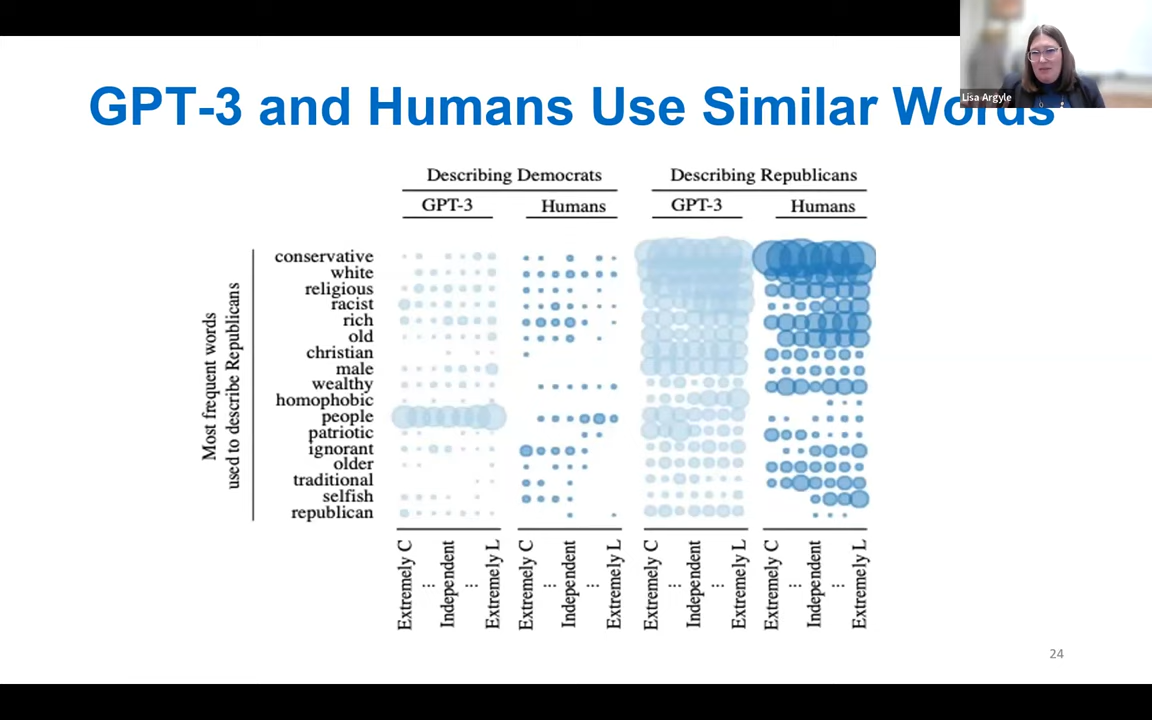 Lisa Argyle
GPT-3 and Humans Use Similar Words
Describing Democrats
Describing Republicans
GPT-3
Humans
GPT-3
Humans
Most frequent words
used to describe Republicans
conservative
white
religious
racist
rich
old
christian
male
wealthy
homophobic
people
patriotic
ignorant
older
traditional
selfish
republican
Extremely C
...
Independent
...
Extremely L
Extremely C
...
Independent
...
Extremely L
Extremely C
...
Independent
...
Extremely L
Extremely C
...
Independent
...
Extremely L
24